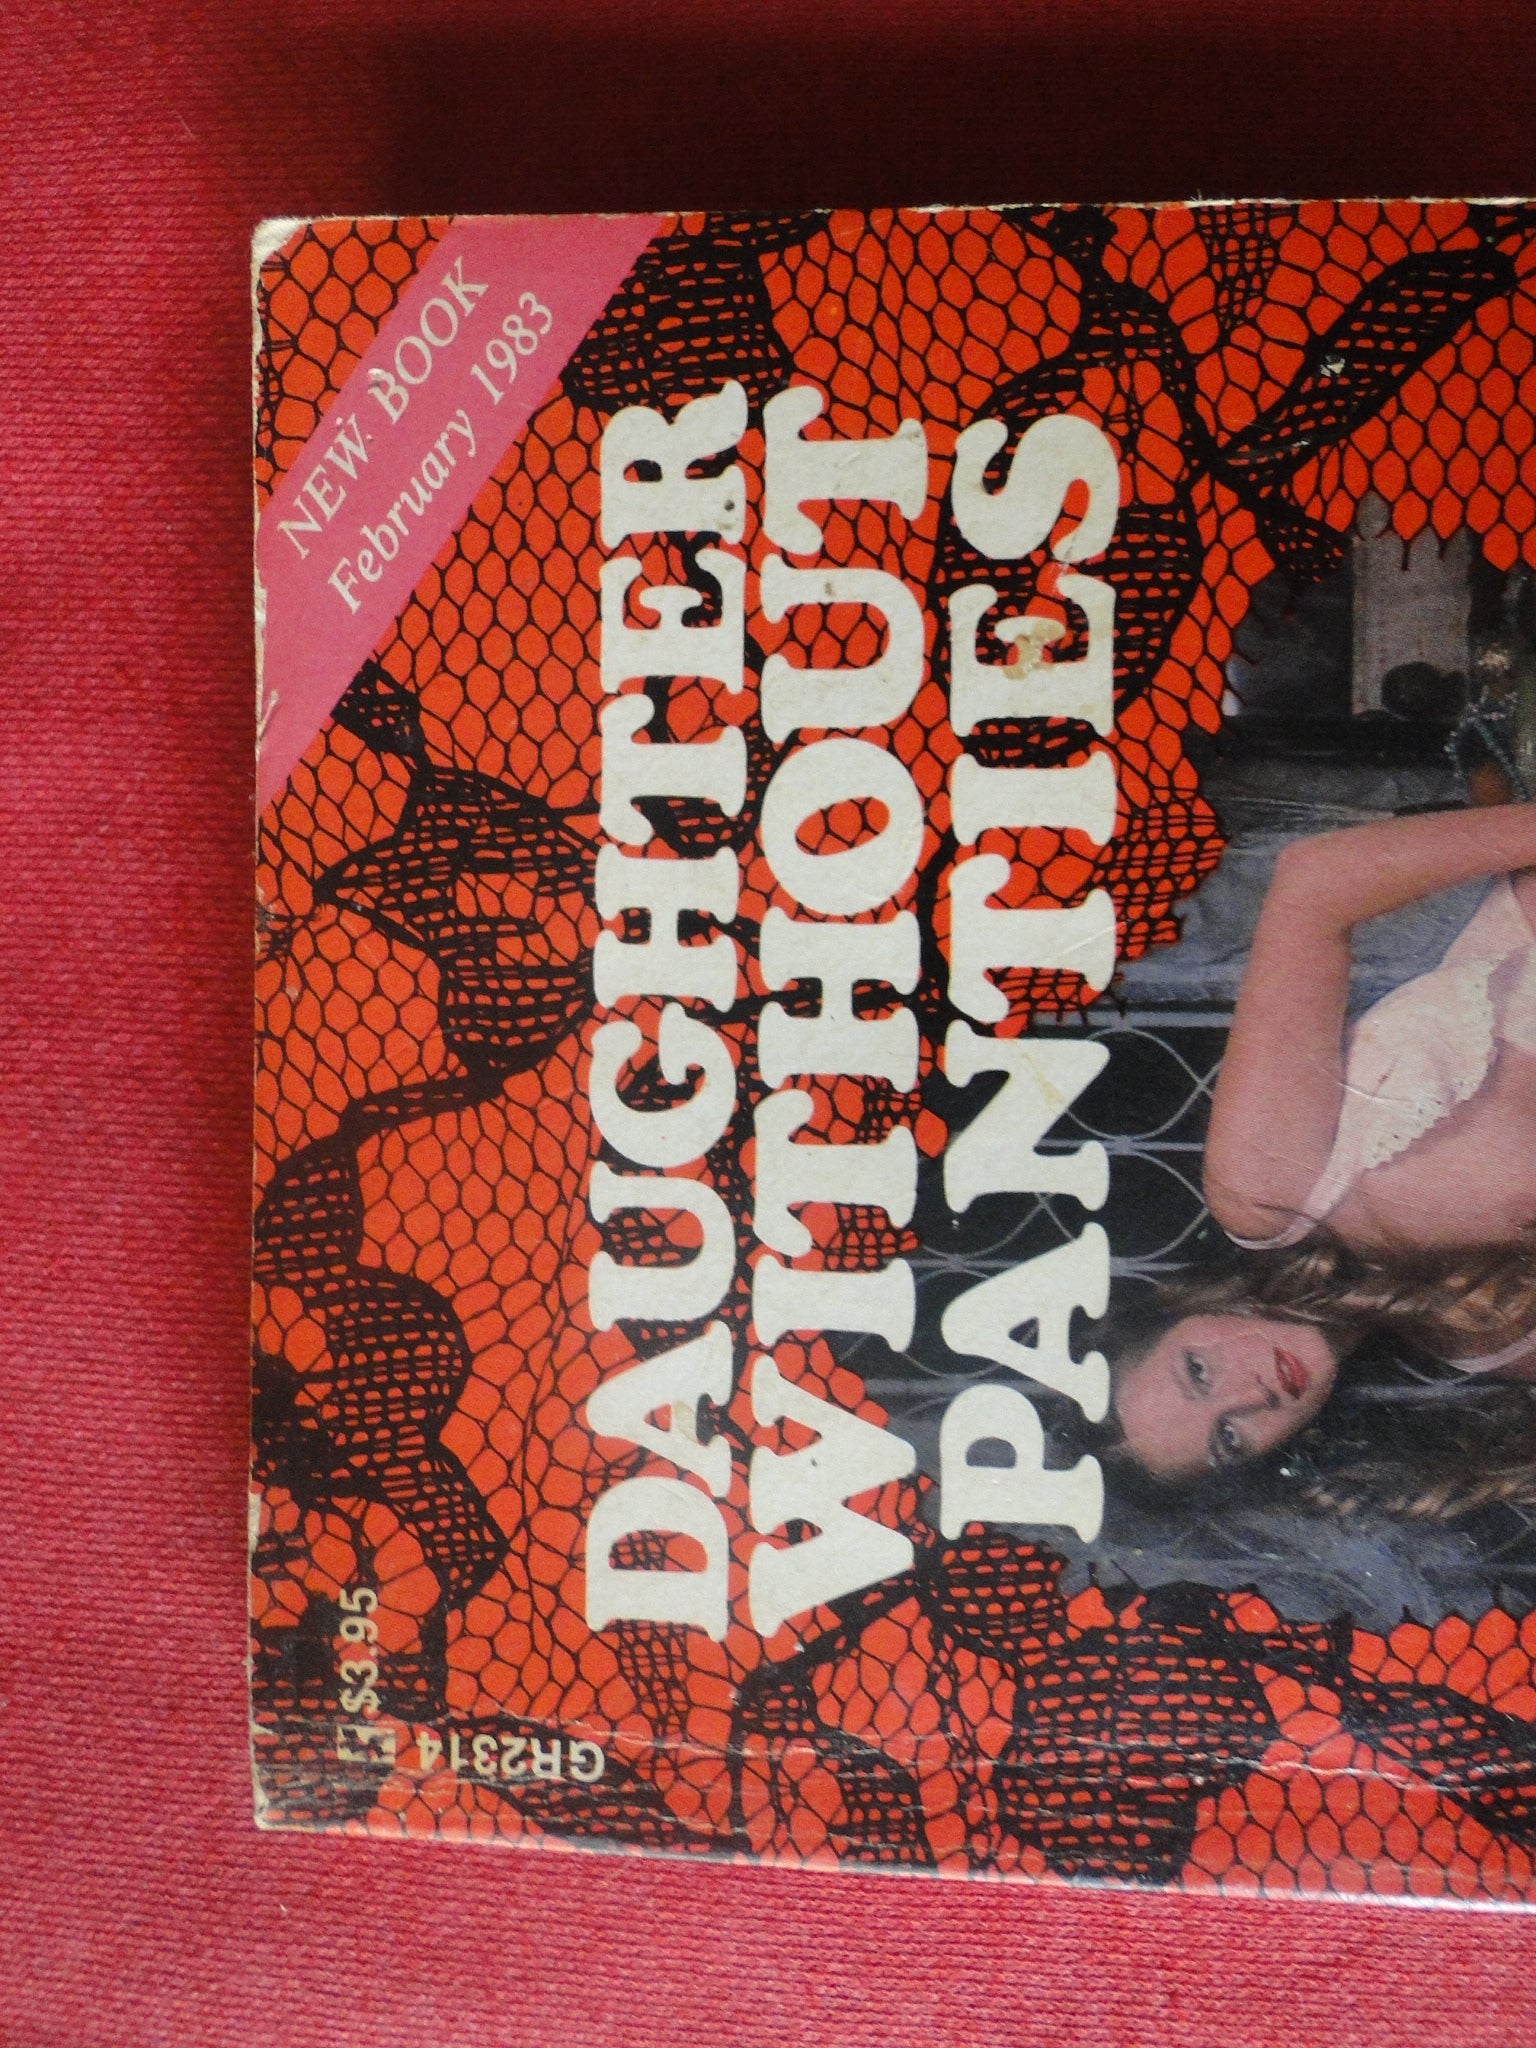 NEW BOOK
February 1983
DAUGHTER
WITHOUT
PANTIES
$3.95
GR2314